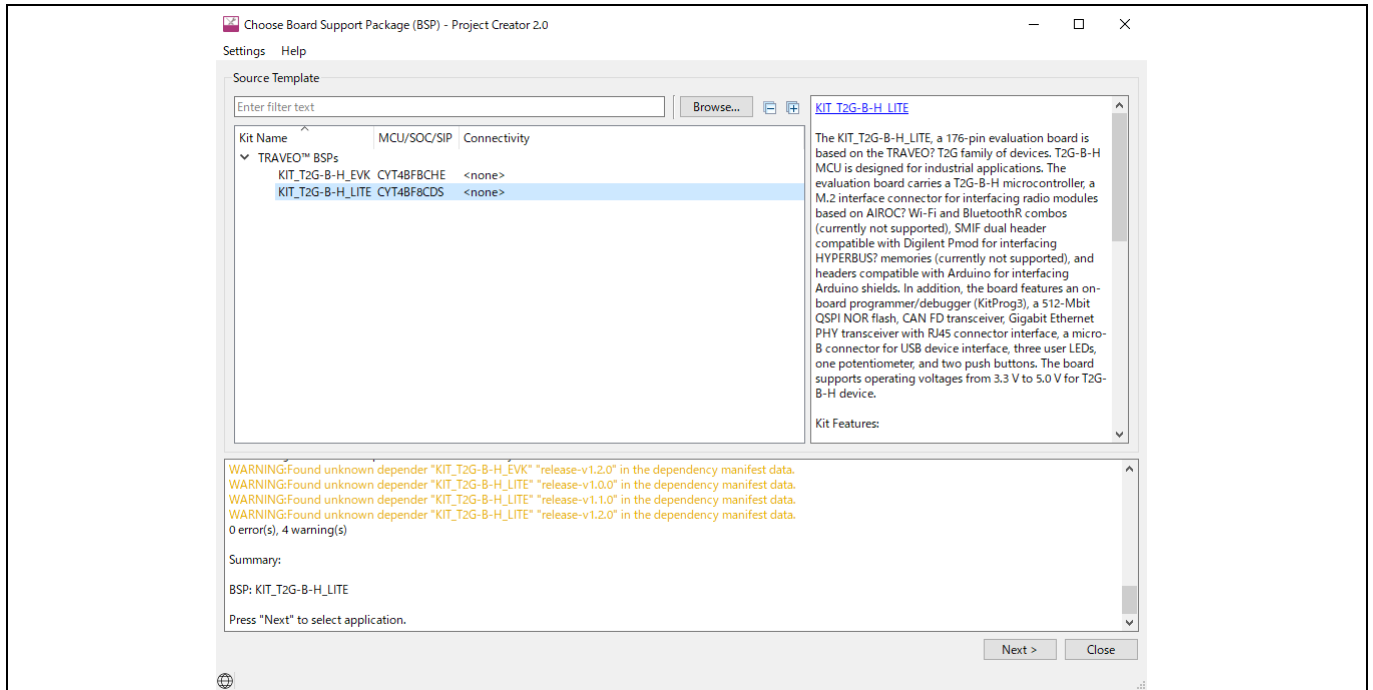 Choose Board Support Package (BSP) - Project Creator 2.0
Settings Help
Source Template
Enter filter text
Browse...
Kit Name MCU/SOC/SIP Connectivity
TRAVEO™ BSPs
KIT_T2G-B-H_EVK CYT4BFBCHE <none>
KIT_T2G-B-H_LITE CYT4BF8CDS <none>
KIT_T2G-B-H_LITE
The KIT_T2G-B-H_LITE, a 176-pin evaluation board is
based on the TRAVEO? T2G family of devices. T2G-B-H
MCU is designed for industrial applications. The
evaluation board carries a T2G-B-H microcontroller, a
M.2 interface connector for interfacing radio modules
based on AIROC? Wi-Fi and BluetoothR combos
(currently not supported), SMIF dual header
compatible with Digilent Pmod for interfacing
HYPERBUS? memories (currently not supported), and
headers compatible with Arduino for interfacing
Arduino shields. In addition, the board features an on-
board programmer/debugger (KitProg3), a 512-Mbit
QSPI NOR flash, CAN FD transceiver, Gigabit Ethernet
PHY transceiver with RJ45 connector interface, a micro-
B connector for USB device interface, three user LEDs,
one potentiometer, and two push buttons. The board
supports operating voltages from 3.3 V to 5.0 V for T2G-
B-H device.
Kit Features:
WARNING:Found unknown depender "KIT_T2G-B-H_EVK" "release-v1.2.0" in the dependency manifest data.
WARNING:Found unknown depender "KIT_T2G-B-H_LITE" "release-v1.0.0" in the dependency manifest data.
WARNING:Found unknown depender "KIT_T2G-B-H_LITE" "release-v1.1.0" in the dependency manifest data.
WARNING:Found unknown depender "KIT_T2G-B-H_LITE" "release-v1.2.0" in the dependency manifest data.
0 error(s), 4 warning(s)
Summary:
BSP: KIT_T2G-B-H_LITE
Press "Next" to select application.
Next > Close